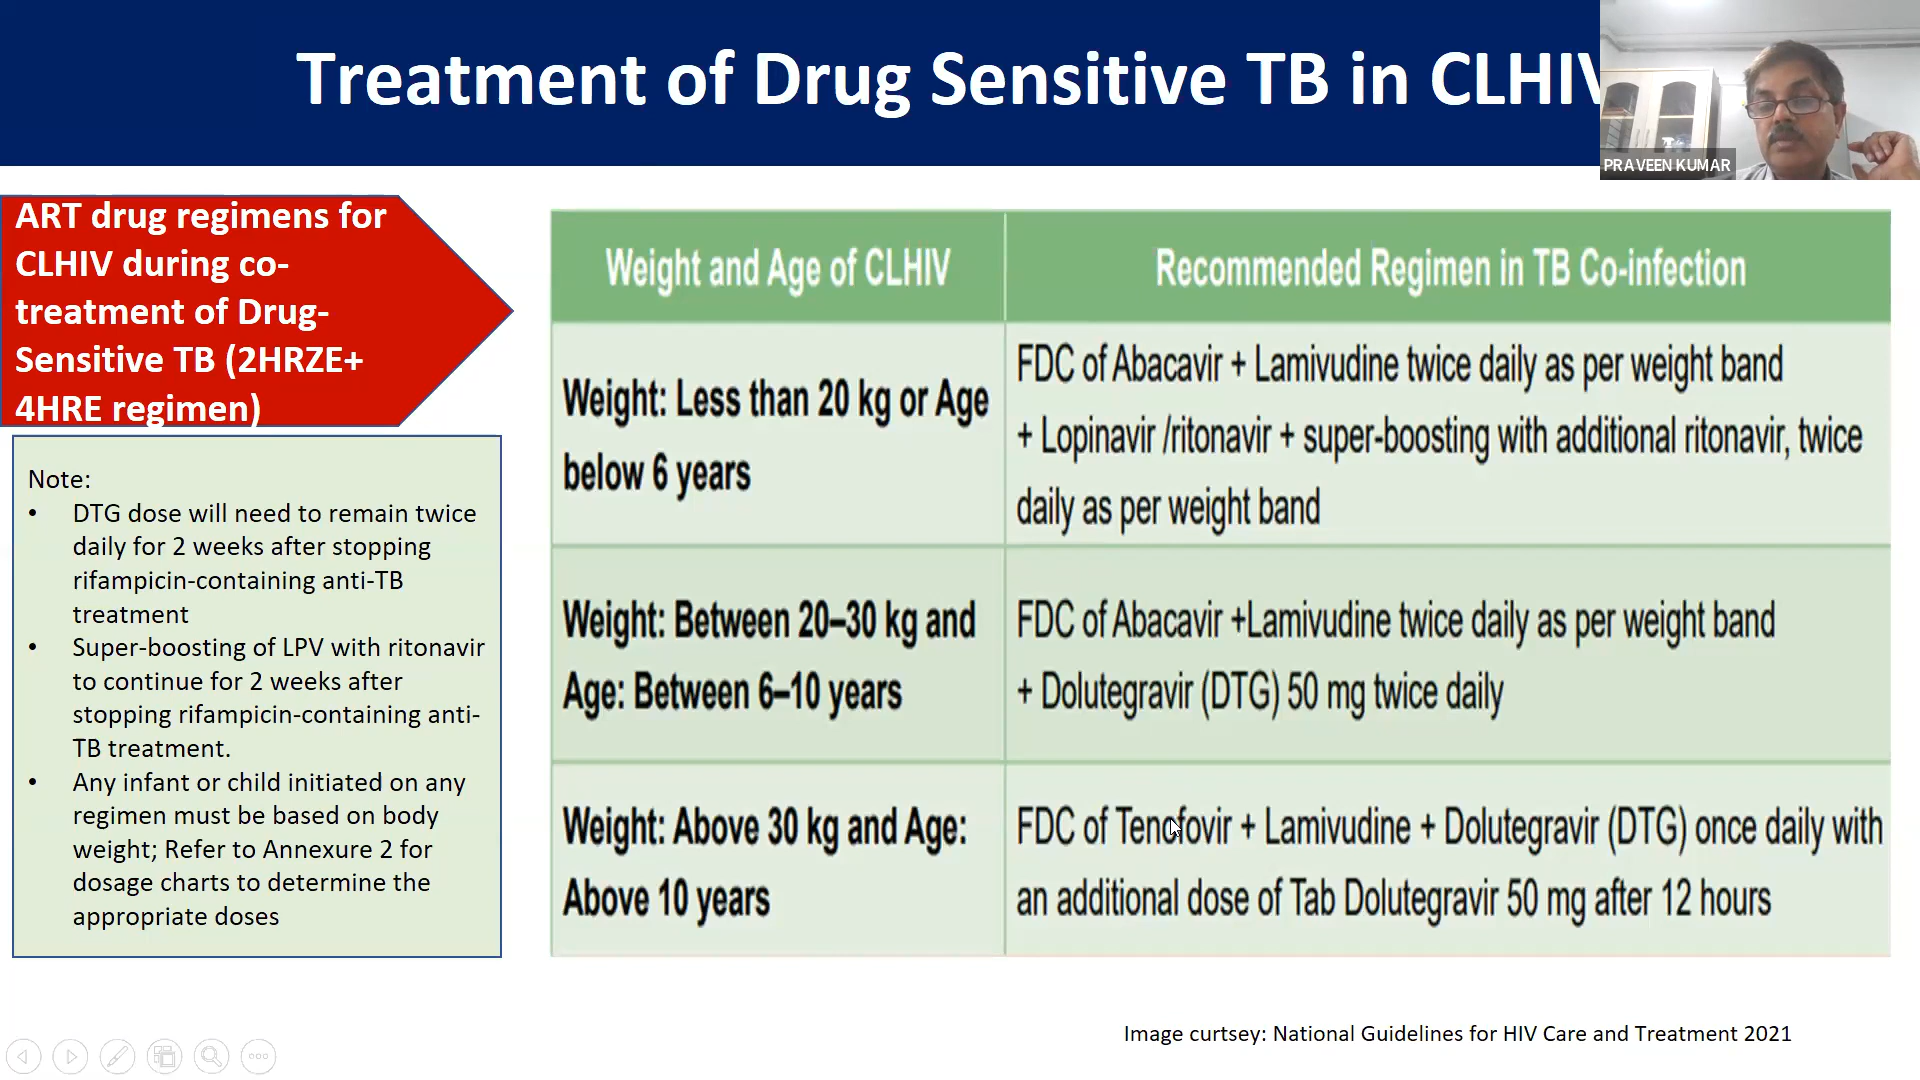 Treatment of Drug Sensitive TB in CLHIV
PRAVEEN KUMAR
ART drug regimens for
CLHIV during co-
treatment of Drug-
Sensitive TB (2HRZE+
4HRE regimen)
Note:
• DTG dose will need to remain twice
daily for 2 weeks after stopping
rifampicin-containing anti-TB
treatment
• Super-boosting of LPV with ritonavir
to continue for 2 weeks after
stopping rifampicin-containing anti-
TB treatment.
• Any infant or child initiated on any
regimen must be based on body
weight; Refer to Annexure 2 for
dosage charts to determine the
appropriate doses
Weight and Age of CLHIV
Recommended Regimen in TB Co-infection
Weight: Less than 20 kg or Age
below 6 years
FDC of Abacavir + Lamivudine twice daily as per weight band
+ Lopinavir /ritonavir + super-boosting with additional ritonavir, twice
daily as per weight band
Weight: Between 20–30 kg and
Age: Between 6–10 years
FDC of Abacavir +Lamivudine twice daily as per weight band
+ Dolutegravir (DTG) 50 mg twice daily
Weight: Above 30 kg and Age:
Above 10 years
FDC of Tenofovir + Lamivudine + Dolutegravir (DTG) once daily with
an additional dose of Tab Dolutegravir 50 mg after 12 hours
Image curtsey: National Guidelines for HIV Care and Treatment 2021